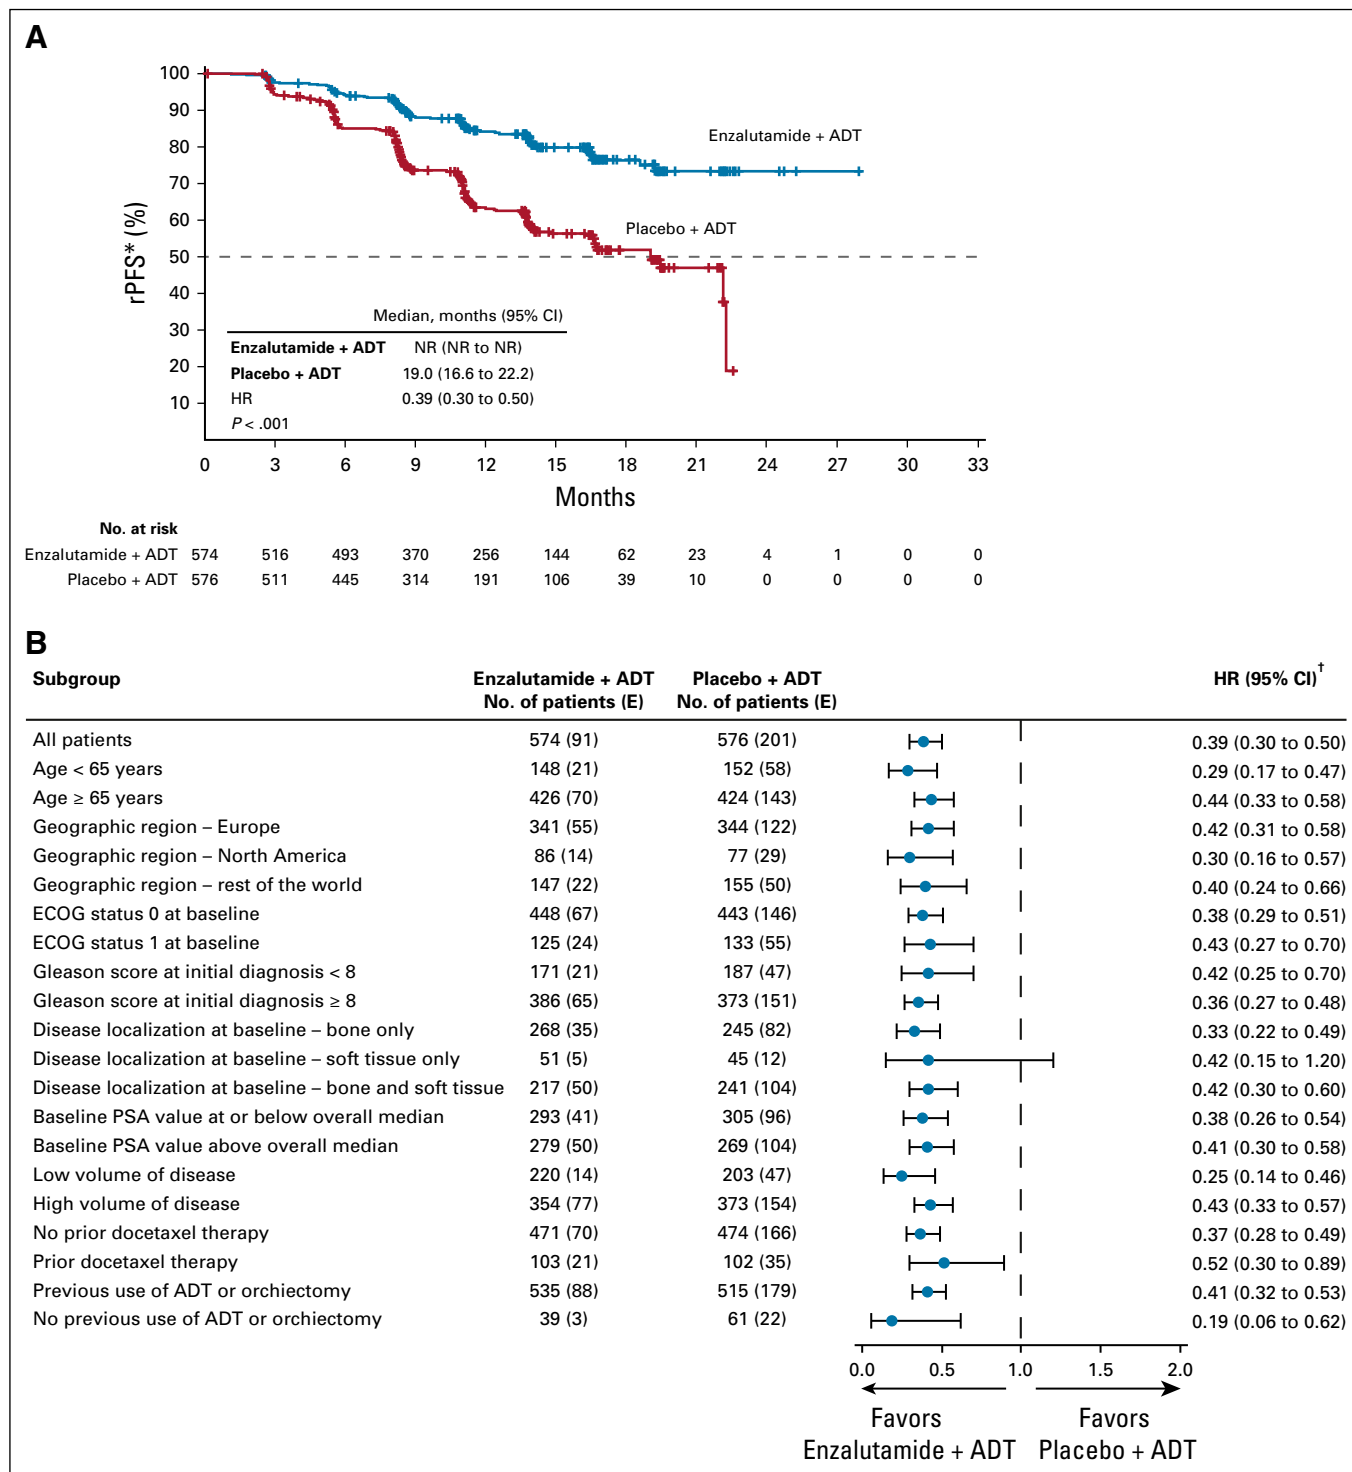 A
100
90
80
70
60
50
40
30
20
10
rPFS* (%)
Enzalutamide + ADT
Placebo + ADT
Median, months (95% CI)
Enzalutamide + ADT NR (NR to NR)
Placebo + ADT 19.0 (16.6 to 22.2)
HR 0.39 (0.30 to 0.50)
P < .001
0 3 6 9 12 15 18 21 24 27 30 33
Months
No. at risk
Enzalutamide + ADT 574 516 493 370 256 144 62 23 4 1 0 0
Placebo + ADT 576 511 445 314 191 106 39 10 0 0 0 0
B
Subgroup Enzalutamide + ADT Placebo + ADT HR (95% CI)†
No. of patients (E) No. of patients (E)
All patients 574 (91) 576 (201) 0.39 (0.30 to 0.50)
Age < 65 years 148 (21) 152 (58) 0.29 (0.17 to 0.47)
Age ≥ 65 years 426 (70) 424 (143) 0.44 (0.33 to 0.58)
Geographic region – Europe 341 (55) 344 (122) 0.42 (0.31 to 0.58)
Geographic region – North America 86 (14) 77 (29) 0.30 (0.16 to 0.57)
Geographic region – rest of the world 147 (22) 155 (50) 0.40 (0.24 to 0.66)
ECOG status 0 at baseline 448 (67) 443 (146) 0.38 (0.29 to 0.51)
ECOG status 1 at baseline 125 (24) 133 (55) 0.43 (0.27 to 0.70)
Gleason score at initial diagnosis < 8 171 (21) 187 (47) 0.42 (0.25 to 0.70)
Gleason score at initial diagnosis ≥ 8 386 (65) 373 (151) 0.36 (0.27 to 0.48)
Disease localization at baseline – bone only 268 (35) 245 (82) 0.33 (0.22 to 0.49)
Disease localization at baseline – soft tissue only 51 (5) 45 (12) 0.42 (0.15 to 1.20)
Disease localization at baseline – bone and soft tissue 217 (50) 241 (104) 0.42 (0.30 to 0.60)
Baseline PSA value at or below overall median 293 (41) 305 (96) 0.38 (0.26 to 0.54)
Baseline PSA value above overall median 279 (50) 269 (104) 0.41 (0.30 to 0.58)
Low volume of disease 220 (14) 203 (47) 0.25 (0.14 to 0.46)
High volume of disease 354 (77) 373 (154) 0.43 (0.33 to 0.57)
No prior docetaxel therapy 471 (70) 474 (166) 0.37 (0.28 to 0.49)
Prior docetaxel therapy 103 (21) 102 (35) 0.52 (0.30 to 0.89)
Previous use of ADT or orchiectomy 535 (88) 515 (179) 0.41 (0.32 to 0.53)
No previous use of ADT or orchiectomy 39 (3) 61 (22) 0.19 (0.06 to 0.62)
0.0 0.5 1.0 1.5 2.0
Favors Favors
Enzalutamide + ADT Placebo + ADT